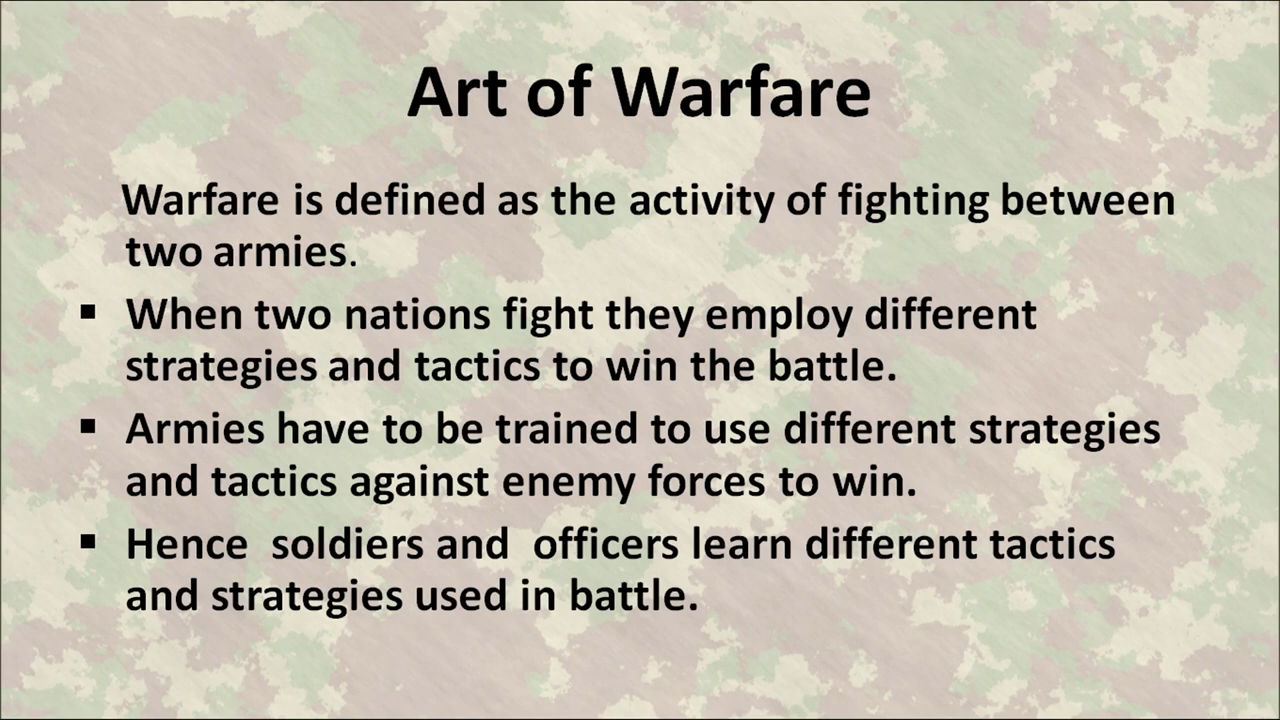 Art of Warfare
Warfare is defined as the activity of fighting between
two armies.
▪ When two nations fight they employ different
strategies and tactics to win the battle.
▪ Armies have to be trained to use different strategies
and tactics against enemy forces to win.
▪ Hence  soldiers and  officers learn different tactics
and strategies used in battle.